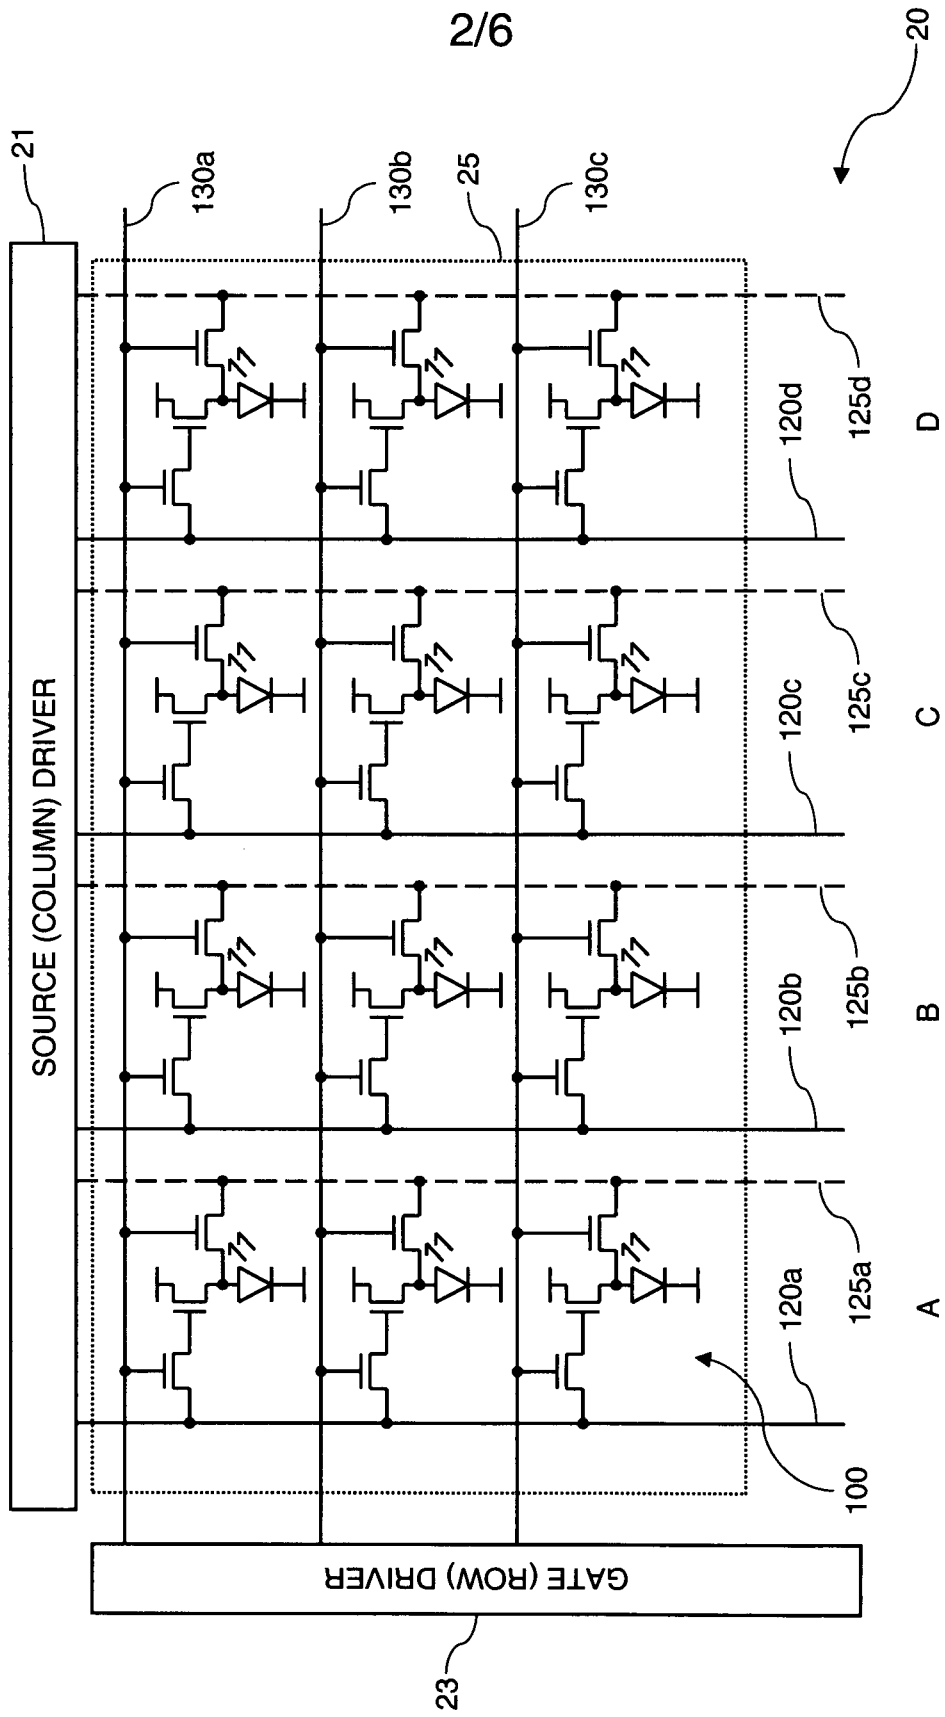 2/6
21
SOURCE (COLUMN) DRIVER
130a
130b
25
130c
GATE (ROW) DRIVER
23
100
120a
125a
120b
125b
120c
125c
120d
125d
A
B
C
D
20